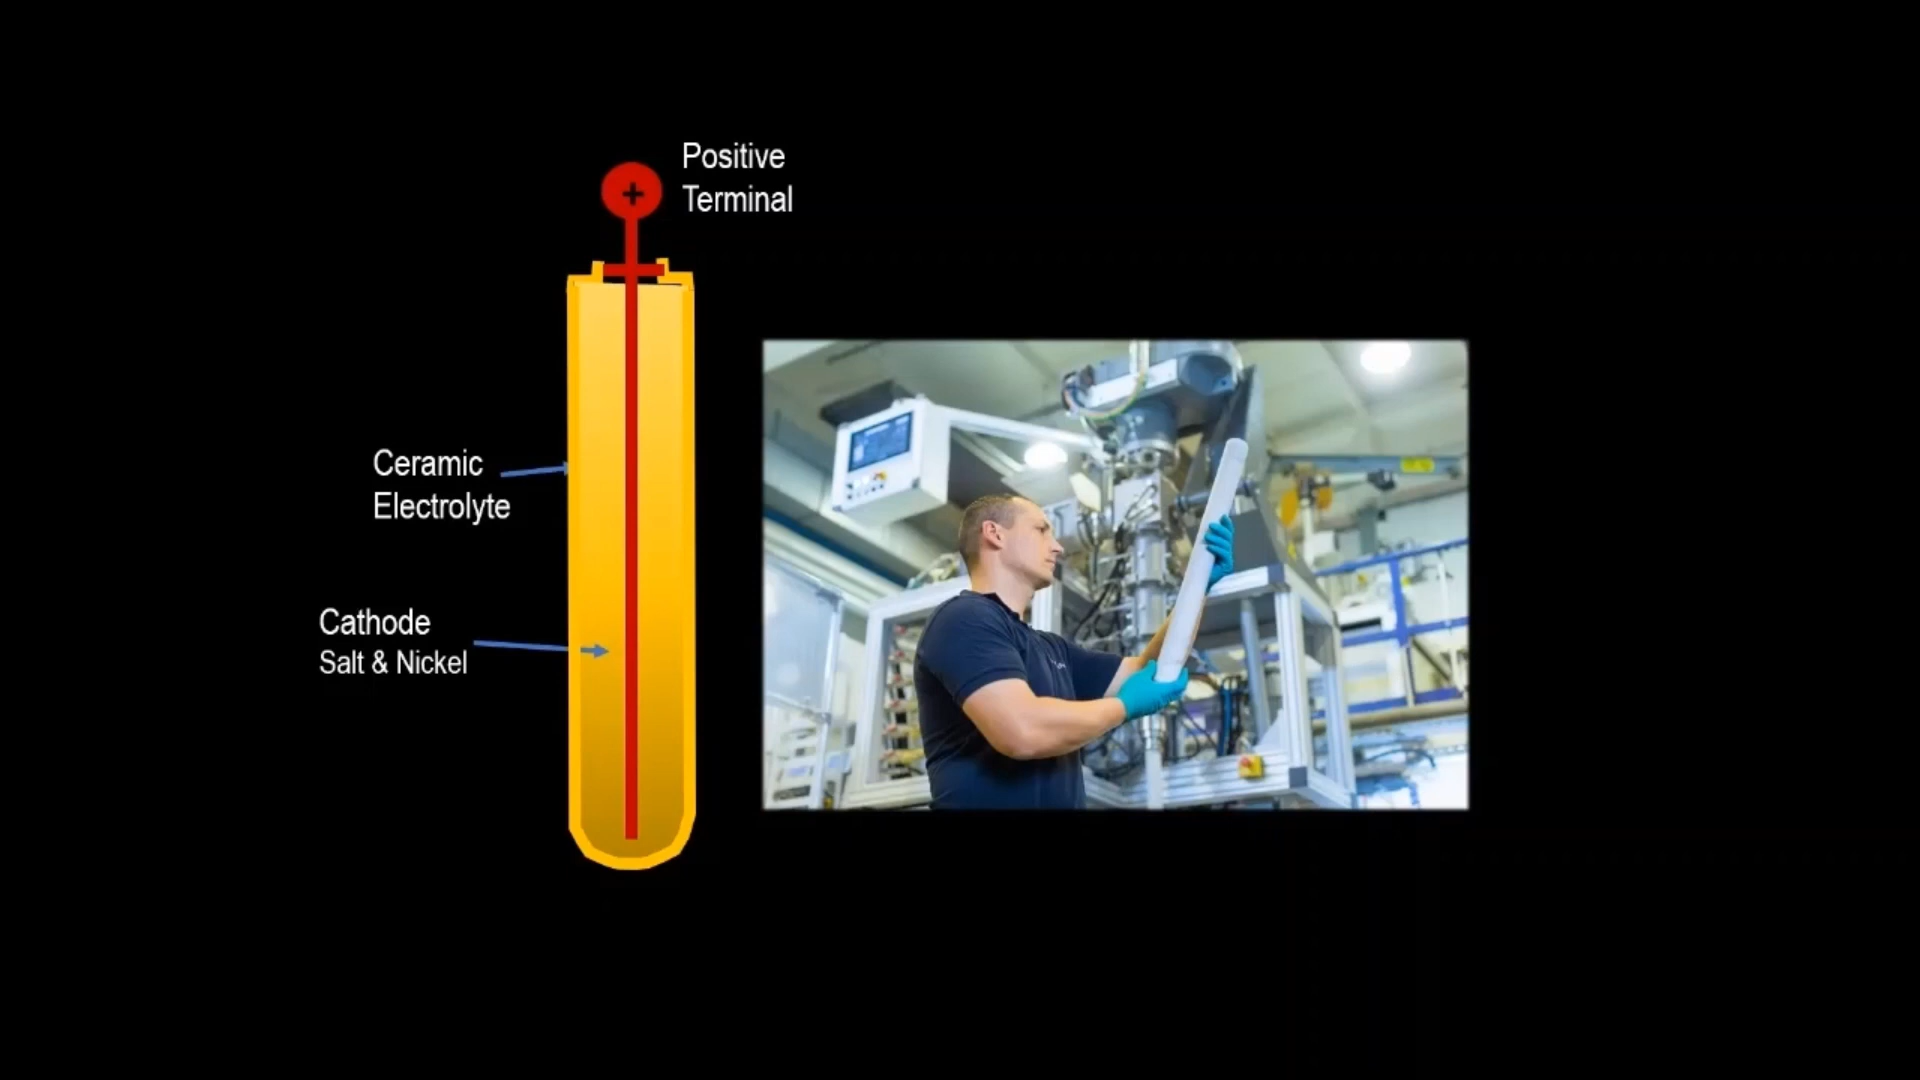 Positive
Terminal
+
Ceramic
Electrolyte
Cathode
Salt & Nickel